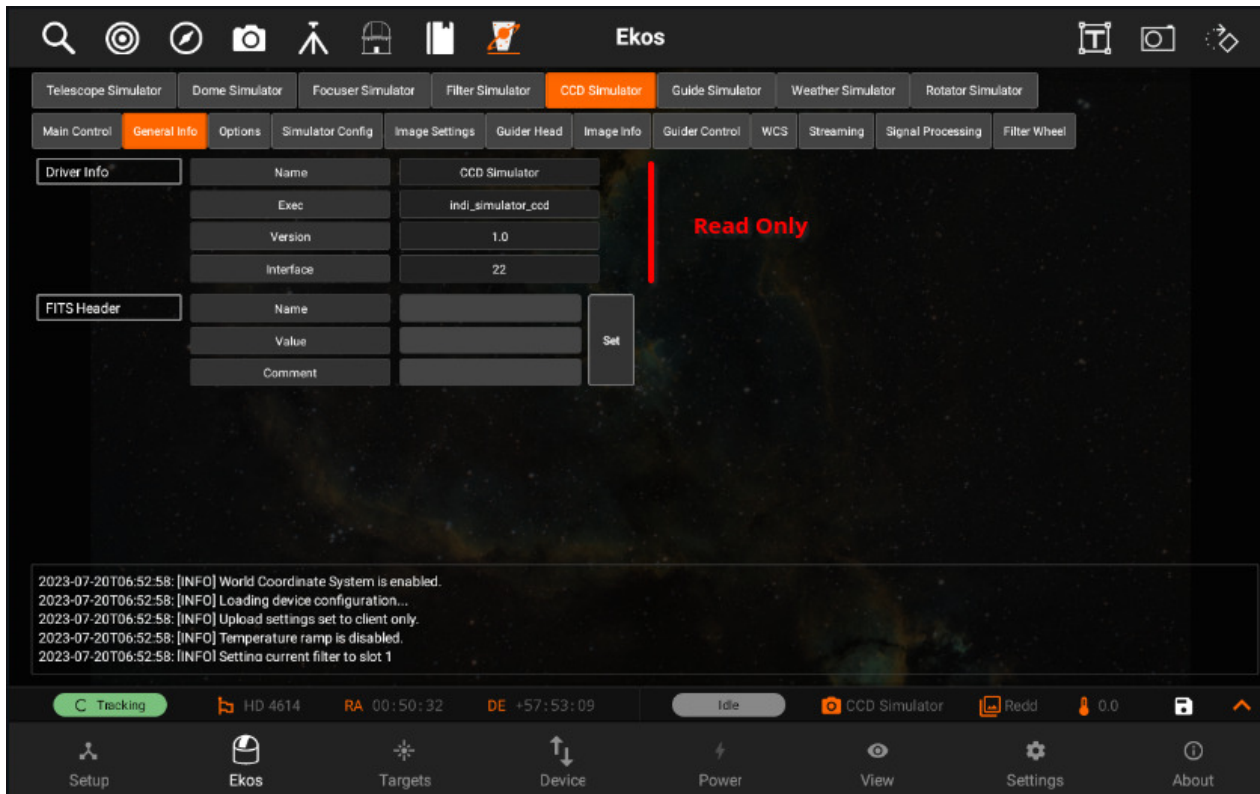 Ekos
T
Telescope Simulator Dome Simulator Focuser Simulator Filter Simulator CCD Simulator Guide Simulator Weather Simulator Rotator Simulator
Main Control General Info Options Simulator Config Image Settings Guider Head Image Info Guider Control WCS Streaming Signal Processing Filter Wheel
Driver Info Name CCD Simulator
Exec indi_simulator_ccd
Read Only
Version 1.0
Interface 22
FITS Header Name
Value Set
Comment
2023-07-20T06:52:58: [INFO] World Coordinate System is enabled.
2023-07-20T06:52:58: [INFO] Loading device configuration...
2023-07-20T06:52:58: [INFO] Upload settings set to client only.
2023-07-20T06:52:58: [INFO] Temperature ramp is disabled.
2023-07-20T06:52:58: [INFO] Setting current filter to slot 1
Tracking HD 4614 RA 00:50:32 DE +57:53:09 Idle CCD Simulator Redd 0.0
Setup Ekos Targets Device Power View Settings About